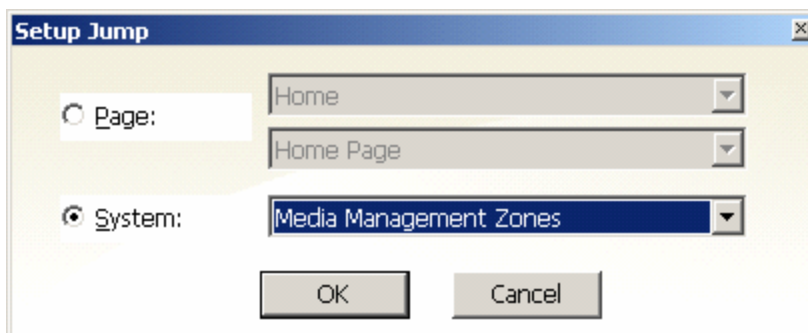 Setup Jump
Page:
Home
Home Page
System:
Media Management Zones
OK
Cancel